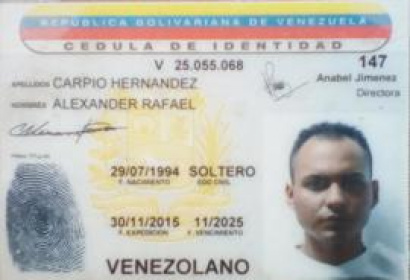 REPUBLICA BOLIVARIANA DE VENEZUELA
CEDULA DE IDENTIDAD
V 25.055.068
147
APELLIDOS CARPIO HERNANDEZ
Anabel Jimenez
Directora
NOMBRES ALEXANDER RAFAEL
29/07/1994 SOLTERO
F. NACIMIENTO EDO CIVIL
30/11/2015 11/2025
F. EXPEDICION F. VENCIMIENTO
VENEZOLANO